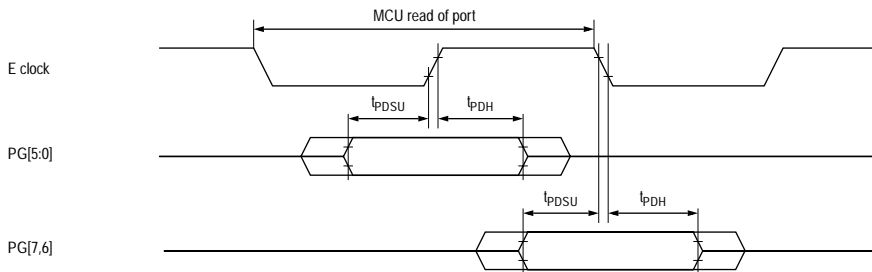 MCU read of port
E clock
tPDSU
tPDH
PG[5:0]
tPDSU
tPDH
PG[7,6]